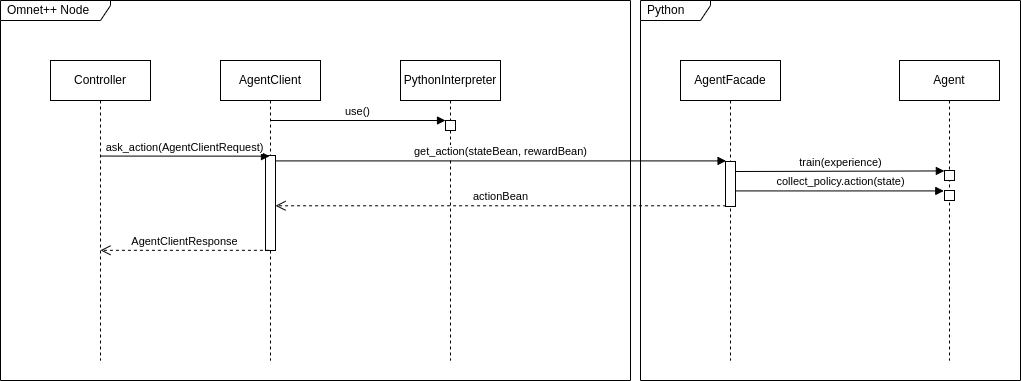 Omnet++ Node
Python
Controller
AgentClient
PythonInterpreter
AgentFacade
Agent
use()
ask_action(AgentClientRequest)
get_action(stateBean, rewardBean)
train(experience)
collect_policy.action(state)
actionBean
AgentClientResponse